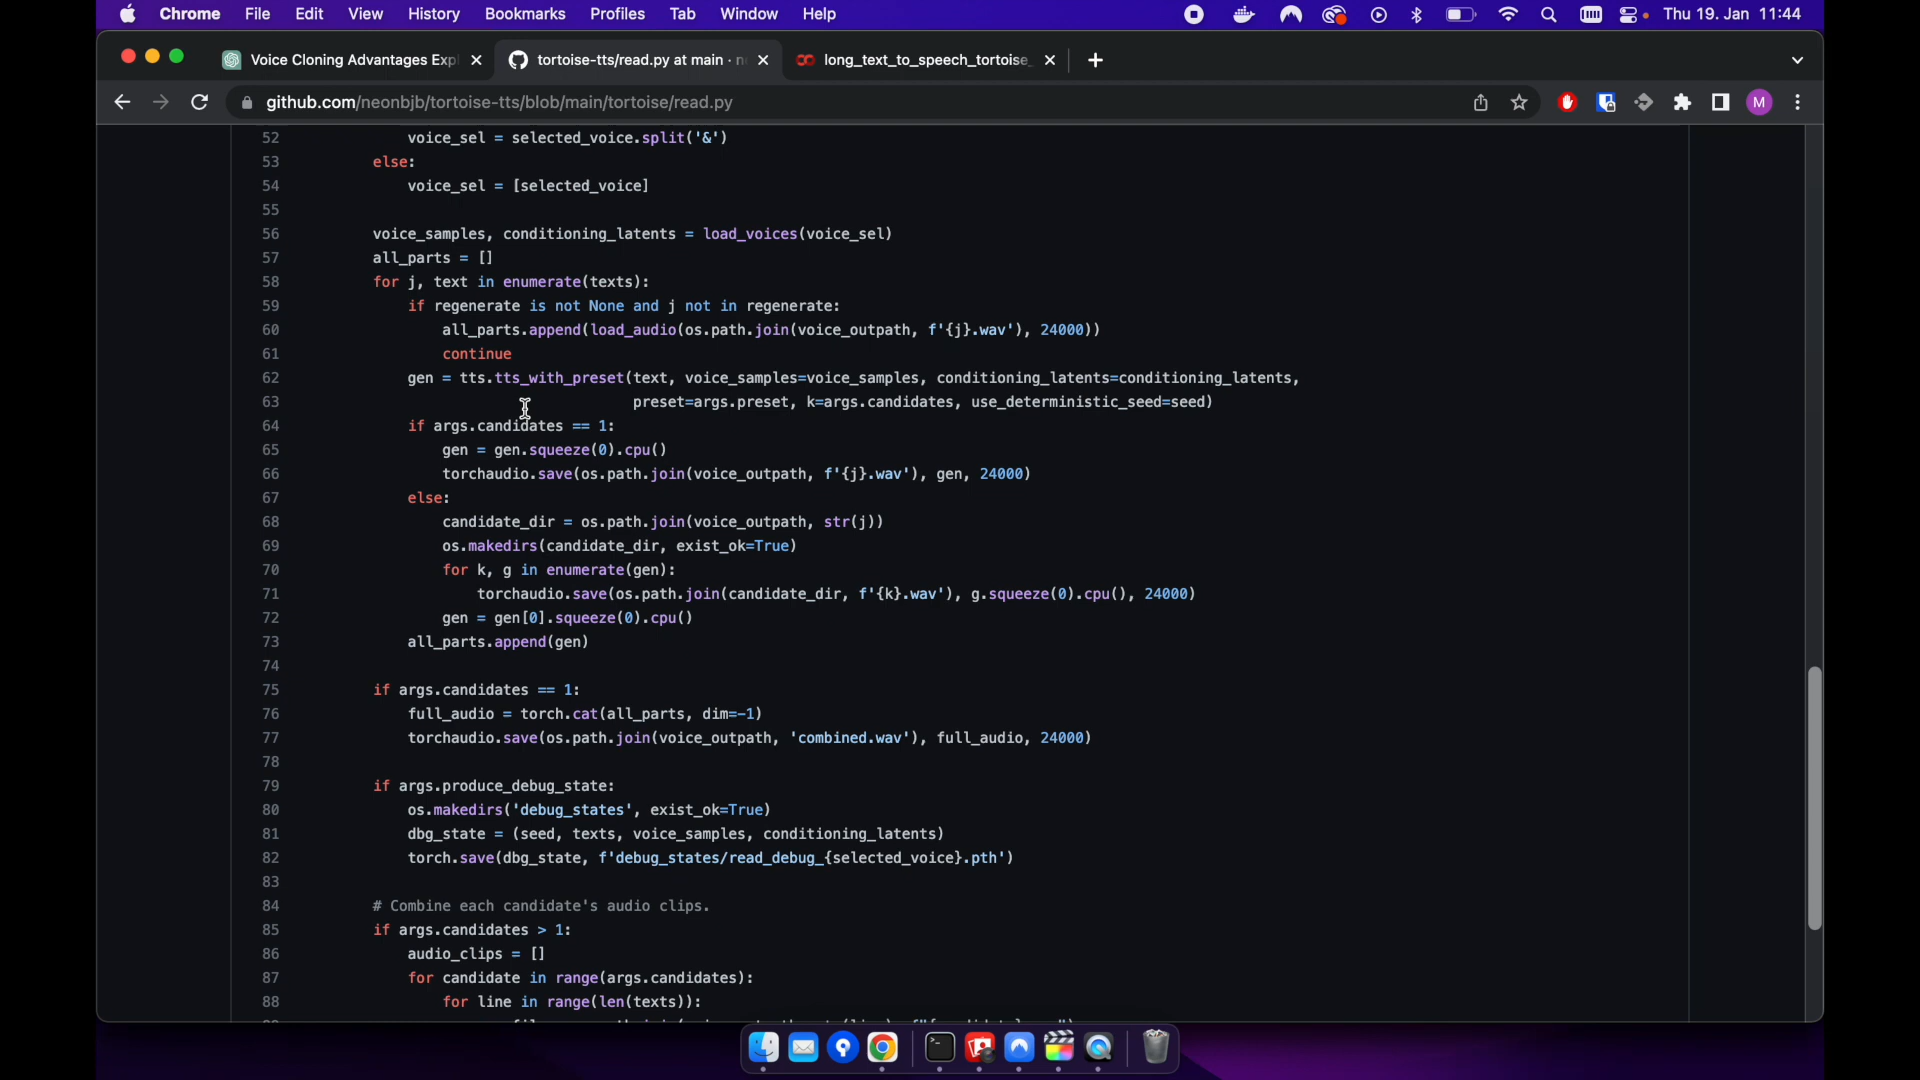 Chrome File Edit View History Bookmarks Profiles Tab Window Help Thu 19. Jan 11:44
Voice Cloning Advantages Exp tortoise-tts/read.py at main · n long_text_to_speech_tortoise_
github.com/neonbjb/tortoise-tts/blob/main/tortoise/read.py M
52 voice_sel = selected_voice.split('&')
53 else:
54 voice_sel = [selected_voice]
55
56 voice_samples, conditioning_latents = load_voices(voice_sel)
57 all_parts = []
58 for j, text in enumerate(texts):
59 if regenerate is not None and j not in regenerate:
60 all_parts.append(load_audio(os.path.join(voice_outpath, f'{j}.wav'), 24000))
61 continue
62 gen = tts.tts_with_preset(text, voice_samples=voice_samples, conditioning_latents=conditioning_latents,
63 preset=args.preset, k=args.candidates, use_deterministic_seed=seed)
64 if args.candidates == 1:
65 gen = gen.squeeze(0).cpu()
66 torchaudio.save(os.path.join(voice_outpath, f'{j}.wav'), gen, 24000)
67 else:
68 candidate_dir = os.path.join(voice_outpath, str(j))
69 os.makedirs(candidate_dir, exist_ok=True)
70 for k, g in enumerate(gen):
71 torchaudio.save(os.path.join(candidate_dir, f'{k}.wav'), g.squeeze(0).cpu(), 24000)
72 gen = gen[0].squeeze(0).cpu()
73 all_parts.append(gen)
74
75 if args.candidates == 1:
76 full_audio = torch.cat(all_parts, dim=-1)
77 torchaudio.save(os.path.join(voice_outpath, 'combined.wav'), full_audio, 24000)
78
79 if args.produce_debug_state:
80 os.makedirs('debug_states', exist_ok=True)
81 dbg_state = (seed, texts, voice_samples, conditioning_latents)
82 torch.save(dbg_state, f'debug_states/read_debug_{selected_voice}.pth')
83
84 # Combine each candidate's audio clips.
85 if args.candidates > 1:
86 audio_clips = []
87 for candidate in range(args.candidates):
88 for line in range(len(texts)):